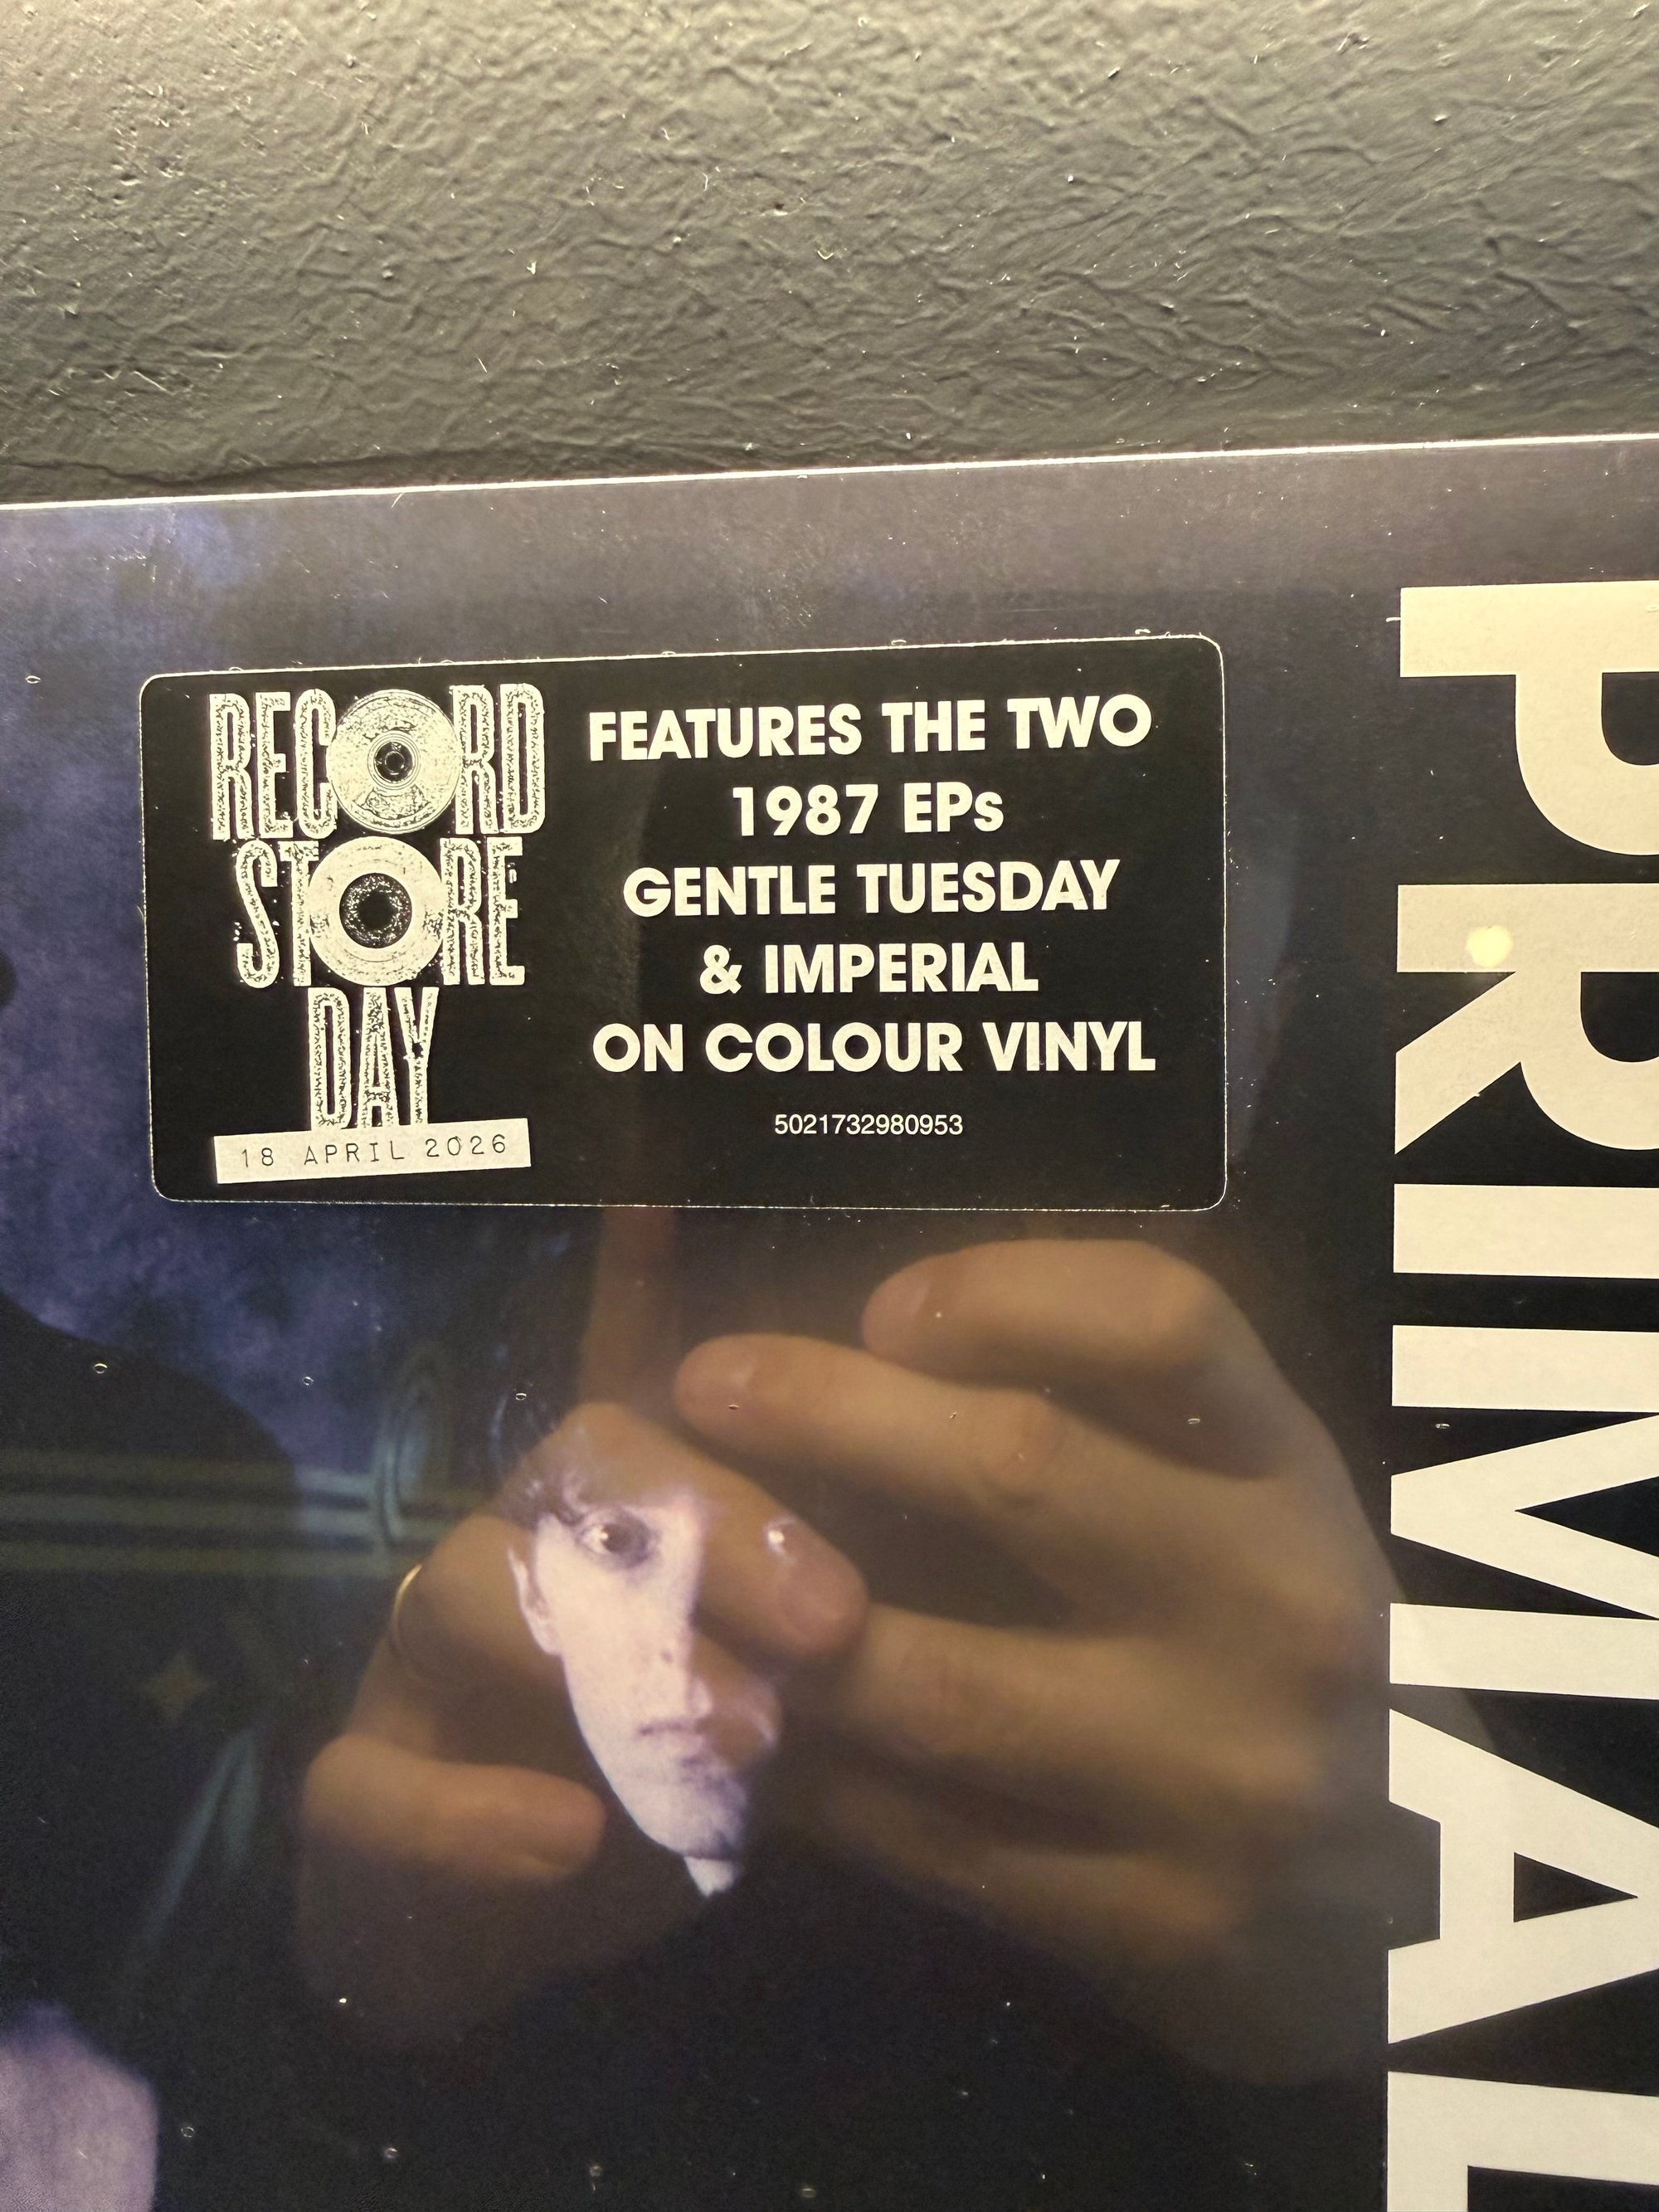 RECORD
STORE
DAY
18 APRIL 2026
FEATURES THE TWO
1987 EPs
GENTLE TUESDAY
& IMPERIAL
ON COLOUR VINYL
5021732980953
PRIMAL